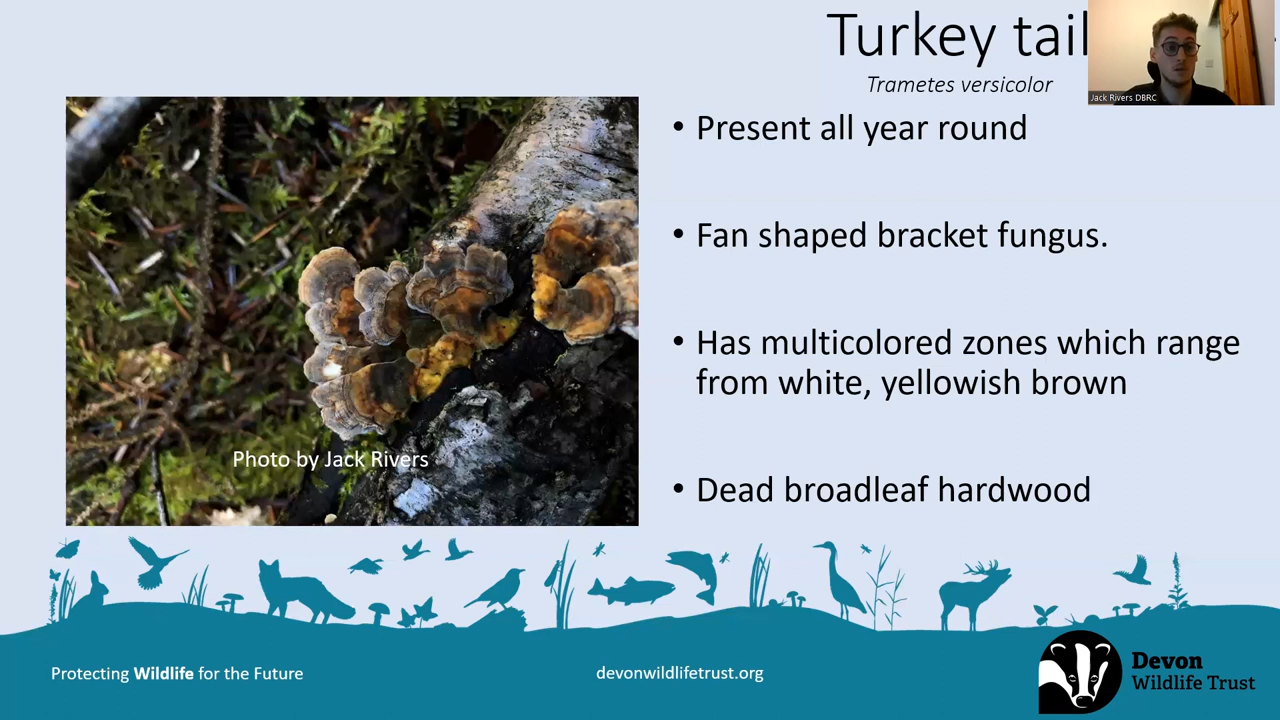 Turkey tail
Trametes versicolor
Jack Rivers DBRC
• Present all year round
• Fan shaped bracket fungus.
• Has multicolored zones which range
from white, yellowish brown
• Dead broadleaf hardwood
Photo by Jack Rivers
Protecting Wildlife for the Future
devonwildlifetrust.org
Devon
Wildlife Trust